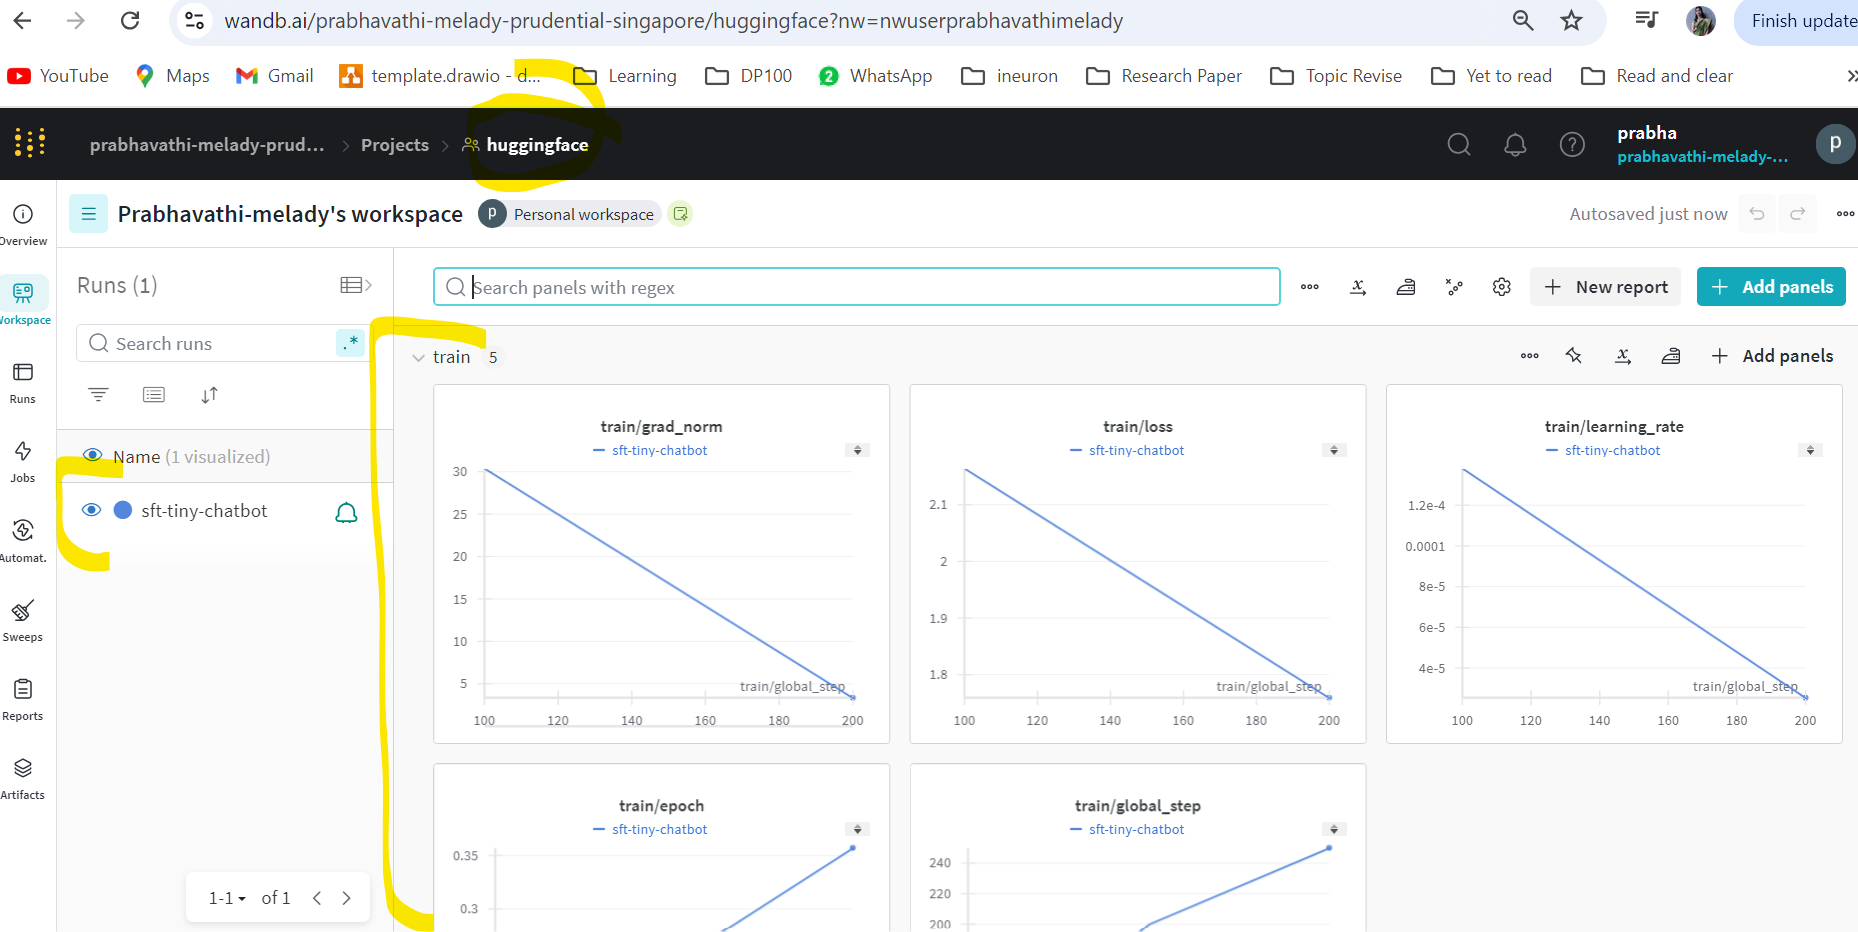 wandb.ai/prabhavathi-melady-prudential-singapore/huggingface?nw=nwuserprabhavathimelady
Finish update
YouTube Maps Gmail template.drawio - d... Learning DP100 WhatsApp ineuron Research Paper Topic Revise Yet to read Read and clear
prabhavathi-melady-prud... Projects huggingface
prabha
prabhavathi-melady-...
p
Prabhavathi-melady's workspace
p Personal workspace
Autosaved just now
Overview
Workspace
Runs
Jobs
Automat.
Sweeps
Reports
Artifacts
Runs (1)
Search runs
.*
Name (1 visualized)
sft-tiny-chatbot
1-1 of 1
Search panels with regex
New report
Add panels
train 5
Add panels
train/grad_norm
sft-tiny-chatbot
30
25
20
15
10
5
train/global_step
100 120 140 160 180 200
train/loss
sft-tiny-chatbot
2.1
2
1.9
1.8
train/global_step
100 120 140 160 180 200
train/learning_rate
sft-tiny-chatbot
1.2e-4
0.0001
8e-5
6e-5
4e-5
train/global_step
100 120 140 160 180 200
train/epoch
sft-tiny-chatbot
0.35
0.3
train/global_step
sft-tiny-chatbot
240
220
200